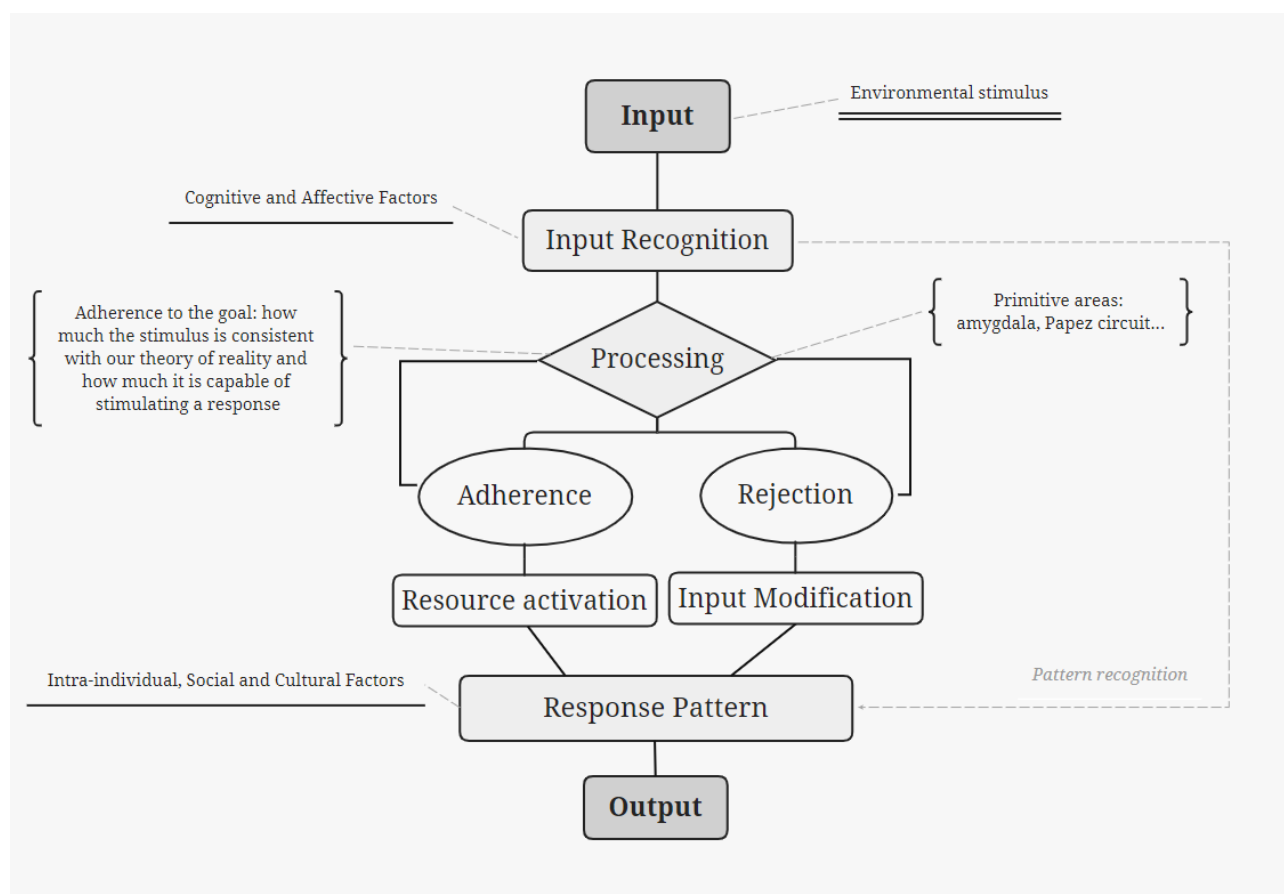 Input
Environmental stimulus
Cognitive and Affective Factors
Input Recognition
Adherence to the goal: how
much the stimulus is consistent
with our theory of reality and
how much it is capable of
stimulating a response
Processing
Primitive areas:
amygdala, Papez circuit...
Adherence
Rejection
Resource activation
Input Modification
Intra-individual, Social and Cultural Factors
Response Pattern
Pattern recognition
Output